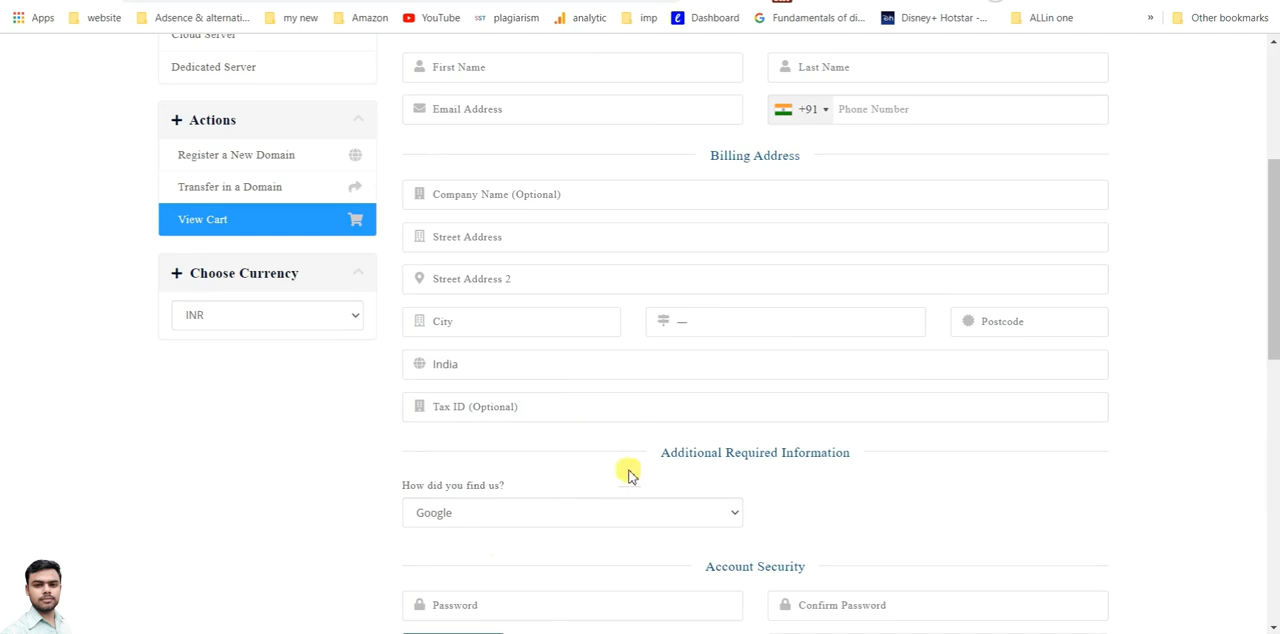 Apps website Adsence & alternati... my new Amazon YouTube SST plagiarism analytic imp Dashboard Fundamentals of di... Disney+ Hotstar -... ALLin one » Other bookmarks
Cloud Server
Dedicated Server
Actions
Register a New Domain
Transfer in a Domain
View Cart
Choose Currency
INR
First Name Last Name
Email Address +91 Phone Number
Billing Address
Company Name (Optional)
Street Address
Street Address 2
City — Postcode
India
Tax ID (Optional)
Additional Required Information
How did you find us?
Google
Account Security
Password Confirm Password